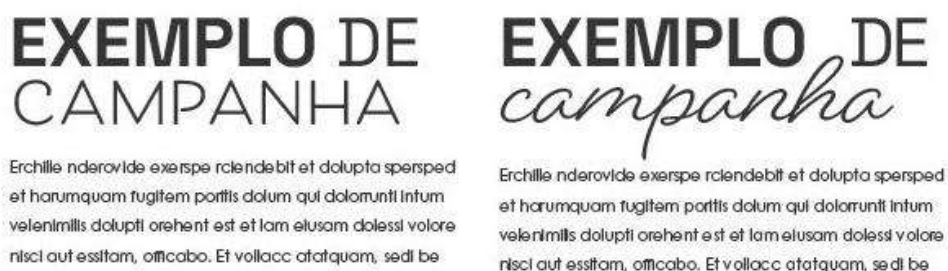 EXEMPLO DE
CAMPANHA
Erchille nderovide exerspe rciendebit et dolupta spersped
et harumquam fugitem poritis dolum qui dolorrunti intum
velenimilis dolupti orehent est et lam eiusam dolessi volore
nisci aut essitam, officabo. Et vollacc atatquam, sedi be
EXEMPLO DE
campanha
Erchille nderovide exerspe rciendebit et dolupta spersped
et harumquam fugitem poritis dolum qui dolorrunti intum
velenimilis dolupti orehent est et lam eiusam dolessi volore
nisci aut essitam, officabo. Et vollacc atatquam, sedi be